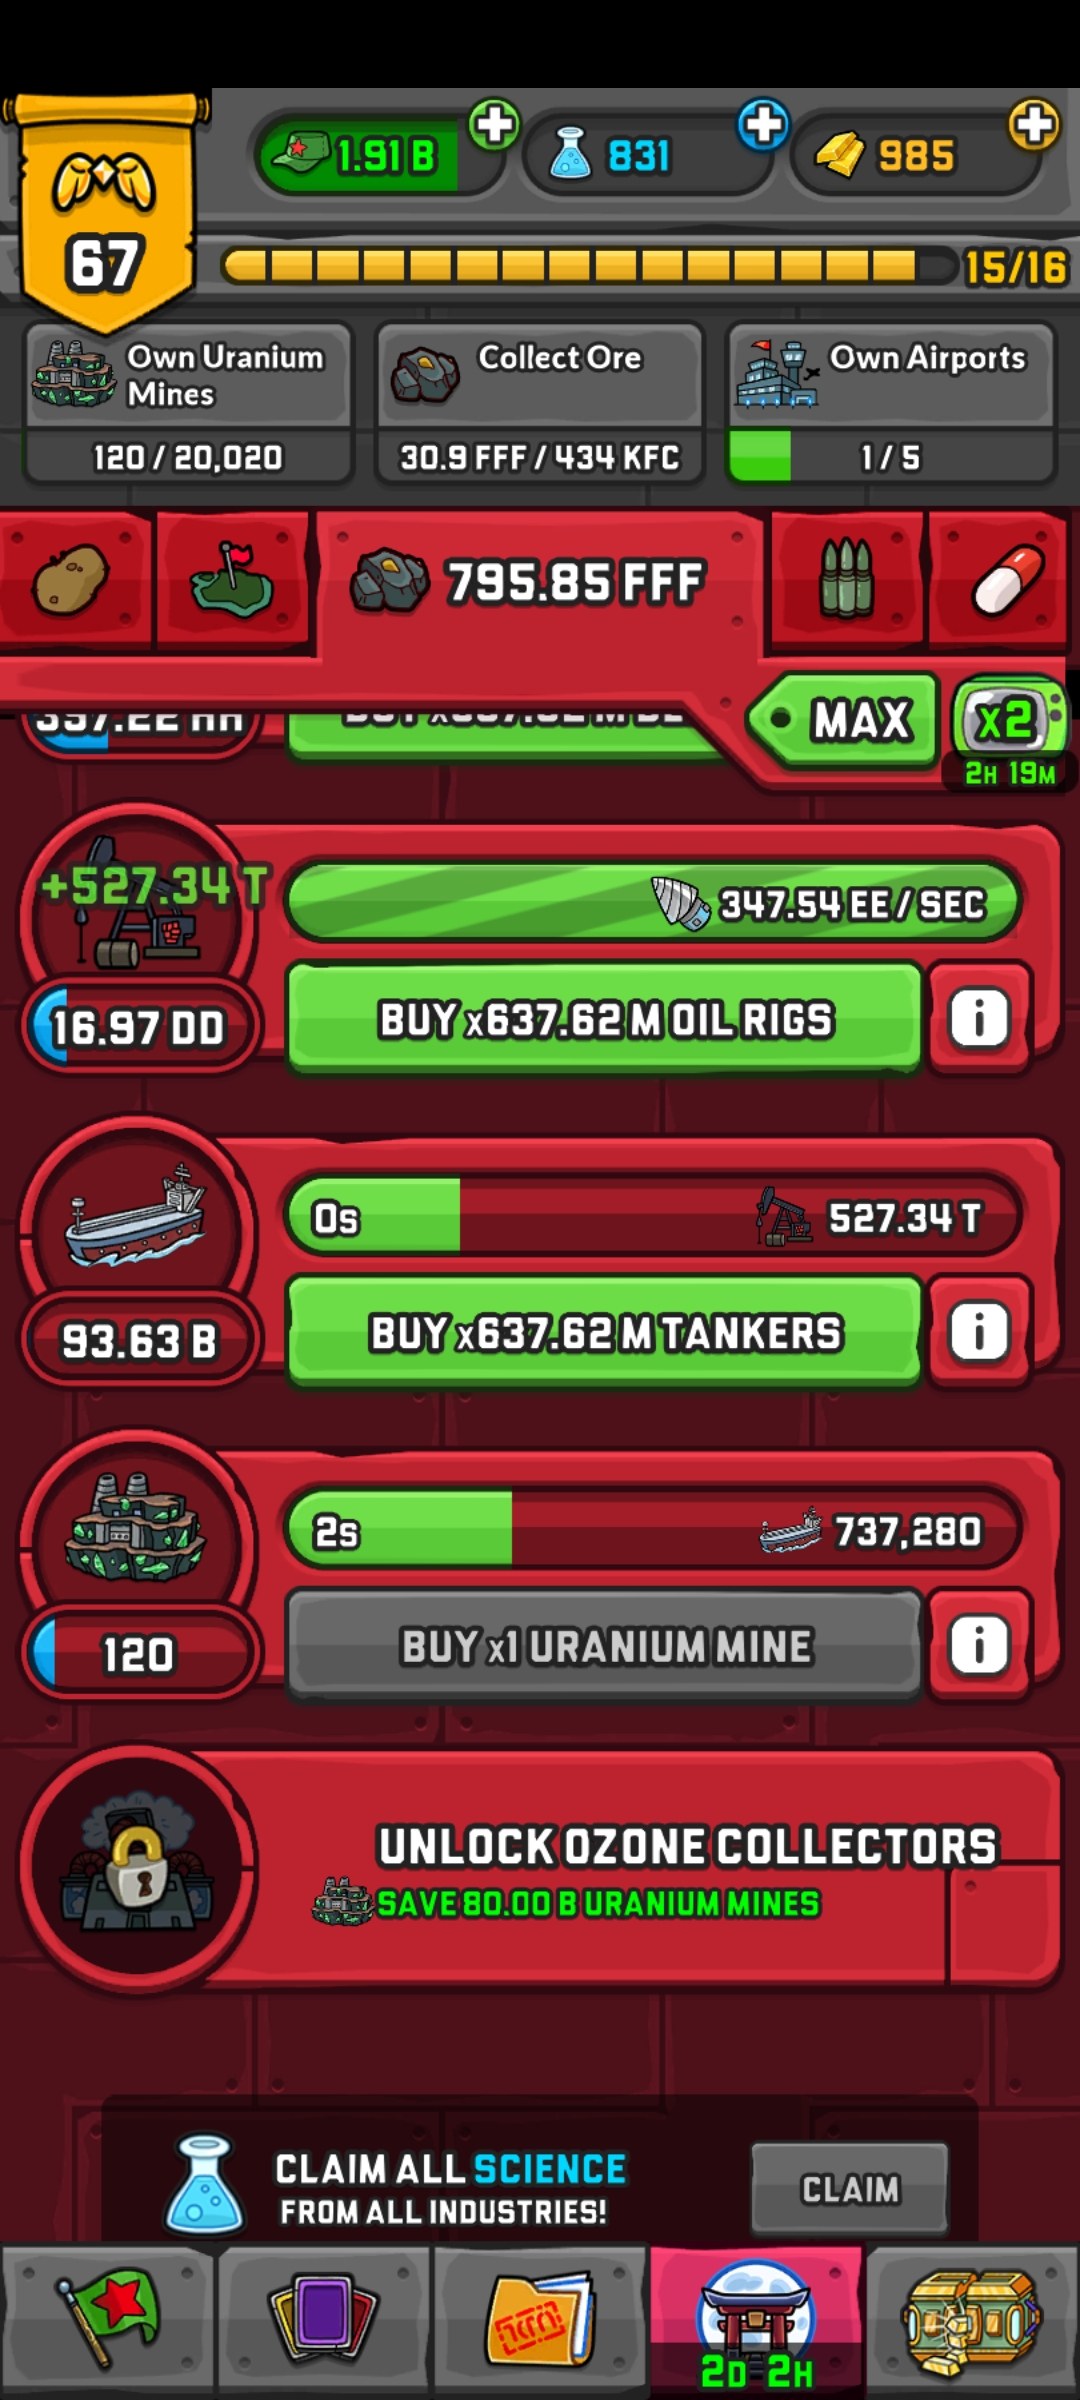 1.91 B
831
985
67
15/16
Own Uranium
Mines
Collect Ore
Own Airports
120 / 20,020
30.9 FFF / 434 KFC
1 / 5
795.85 FFF
MAX
x2
2H 19M
+527.34 T
347.54 EE / SEC
16.97 DD
BUY x637.62 M OIL RIGS
i
0s
527.34 T
93.63 B
BUY x637.62 M TANKERS
i
2s
737,280
120
BUY x1 URANIUM MINE
i
UNLOCK OZONE COLLECTORS
SAVE 80.00 B URANIUM MINES
CLAIM ALL SCIENCE
FROM ALL INDUSTRIES!
CLAIM
2D 2H